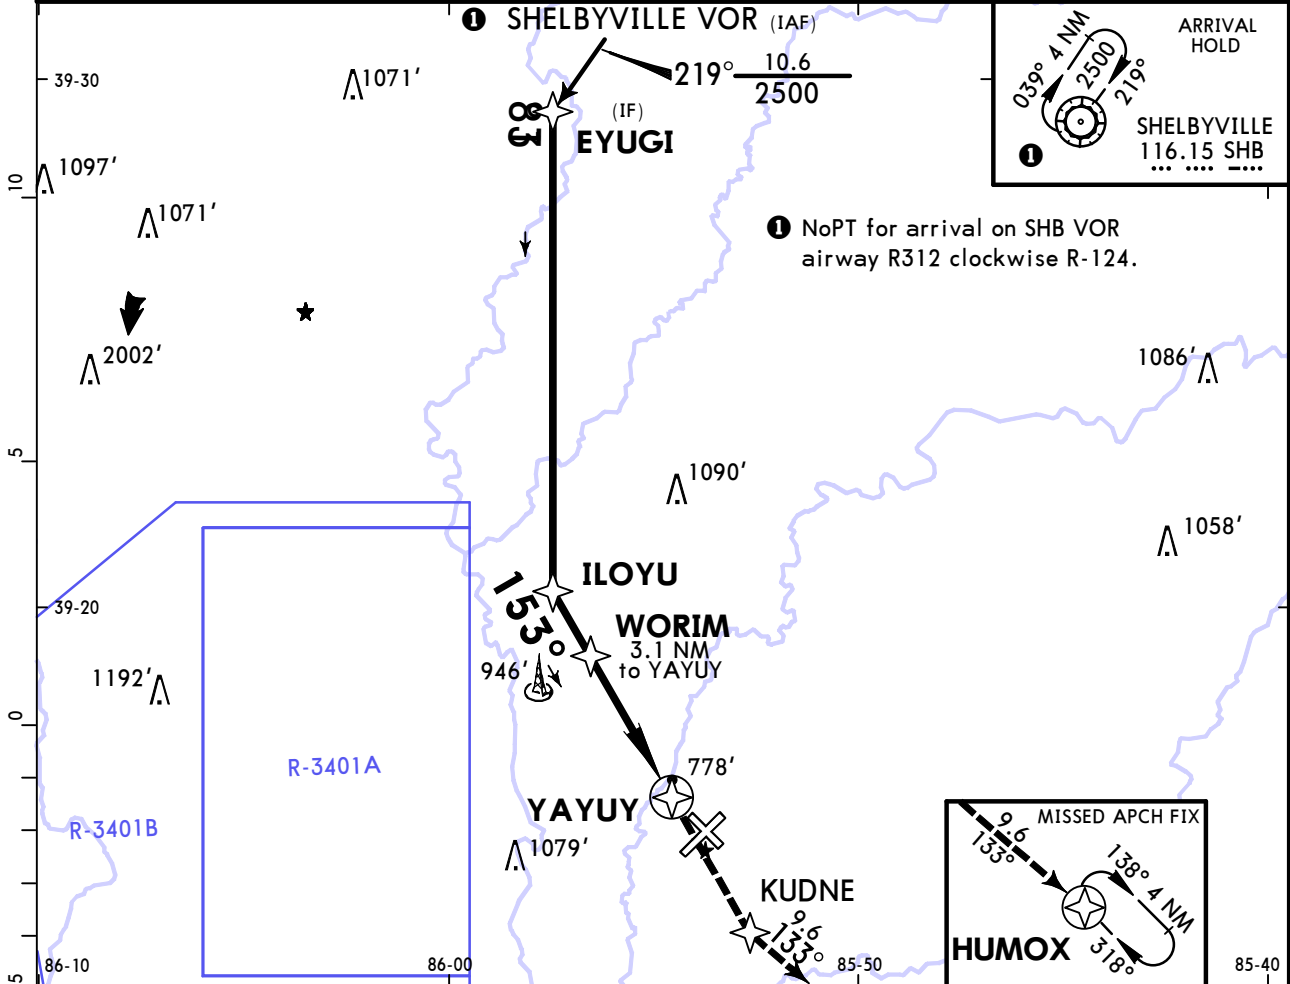 ❶ SHELBYVILLE VOR (IAF)
219° 10.6
2500
(IF)
EYUGI
83
ARRIVAL
HOLD
039° 4 NM
2500
219°
SHELBYVILLE
116.15 SHB
❶
❶ NoPT for arrival on SHB VOR
airway R312 clockwise R-124.
39-30
1071'
1097'
1071'
10
2002'
1086'
5
1090'
1058'
ILOYU
153°
39-20
WORIM
3.1 NM
to YAYUY
946'
1192'
0
R-3401A
778'
YAYUY
R-3401B
1079'
KUDNE
9.6
133°
MISSED APCH FIX
9.6
133°
138° 4 NM
318°
HUMOX
5
86-10
86-00
85-50
85-40